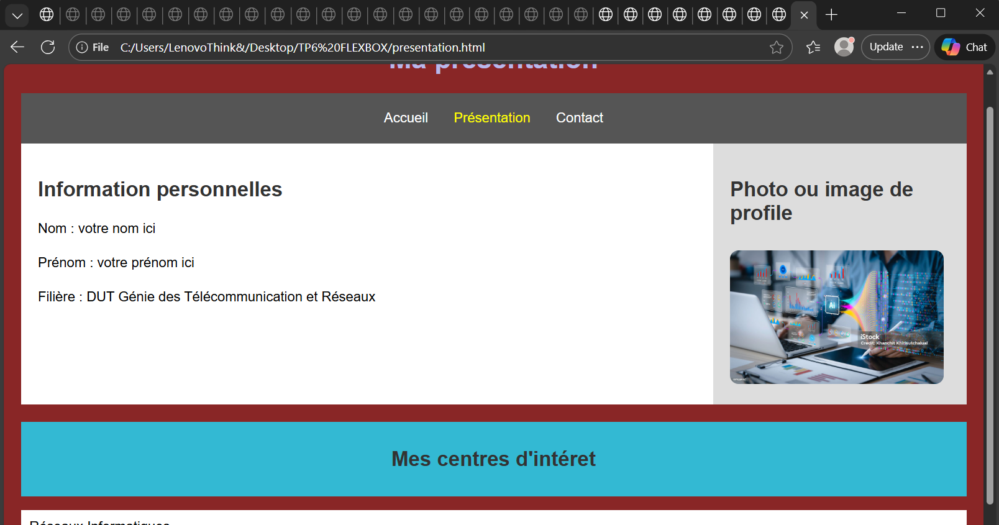 File C:/Users/LenovoThink&/Desktop/TP6%20FLEXBOX/presentation.html
Update
Chat
Ma présentation
Accueil Présentation Contact
Information personnelles
Nom : votre nom ici
Prénom : votre prénom ici
Filière : DUT Génie des Télécommunication et Réseaux
Photo ou image de
profile
Ai
iStock
Credit: Khanchit Khirisutchalual
Mes centres d'intéret
Réseaux Informatiques